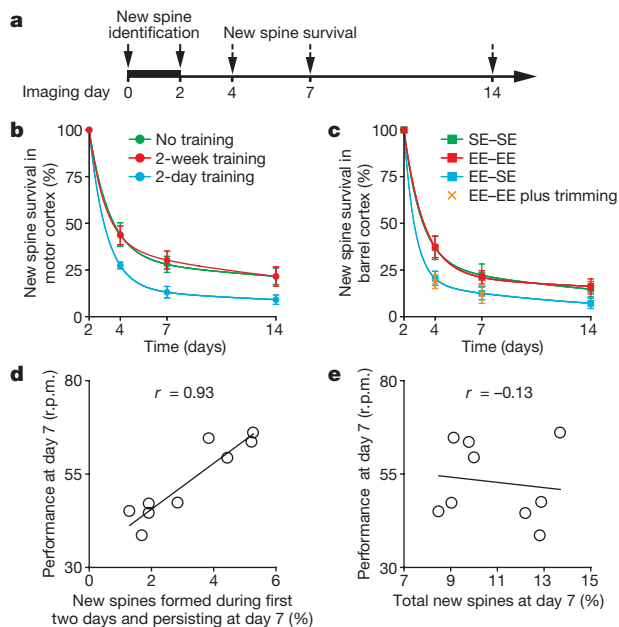 a
New spine
identification
New spine survival
Imaging day
0 2 4 7 14
b
New spine survival in
motor cortex (%)
100
75
50
25
0
No training
2-week training
2-day training
2 4 7 14
Time (days)
c
New spine survival in
barrel cortex (%)
100
75
50
25
0
SE–SE
EE–EE
EE–SE
EE–EE plus trimming
2 4 7 14
Time (days)
d
Performance at day 7 (r.p.m.)
80
55
30
r = 0.93
0 2 4 6
New spines formed during first
two days and persisting at day 7 (%)
e
Performance at day 7 (r.p.m.)
80
55
30
r = –0.13
7 9 11 13 15
Total new spines at day 7 (%)